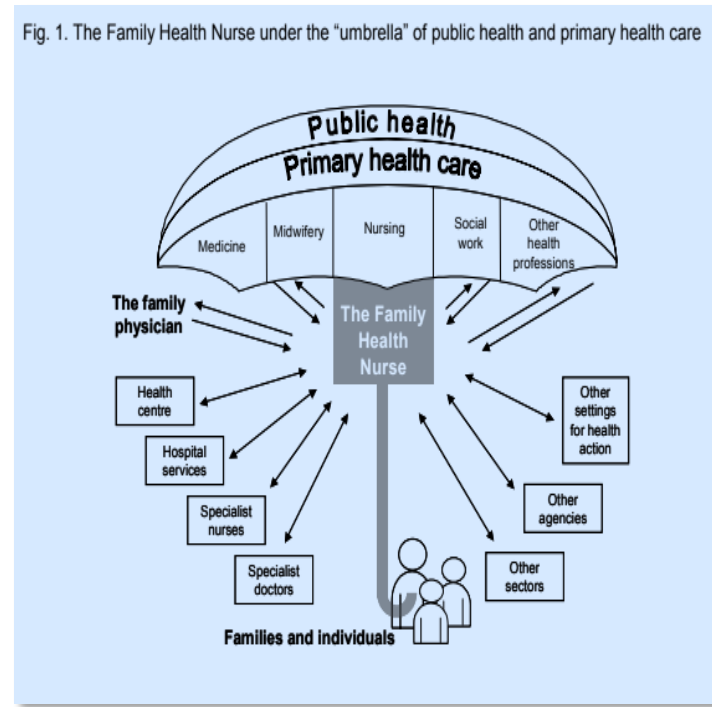 Fig. 1. The Family Health Nurse under the “umbrella” of public health and primary health care
Public health
Primary health care
Medicine
Midwifery
Nursing
Social
work
Other
health
professions
The family
physician
The Family
Health
Nurse
Health
centre
Hospital
services
Specialist
nurses
Specialist
doctors
Other
settings
for health
action
Other
agencies
Other
sectors
Families and individuals